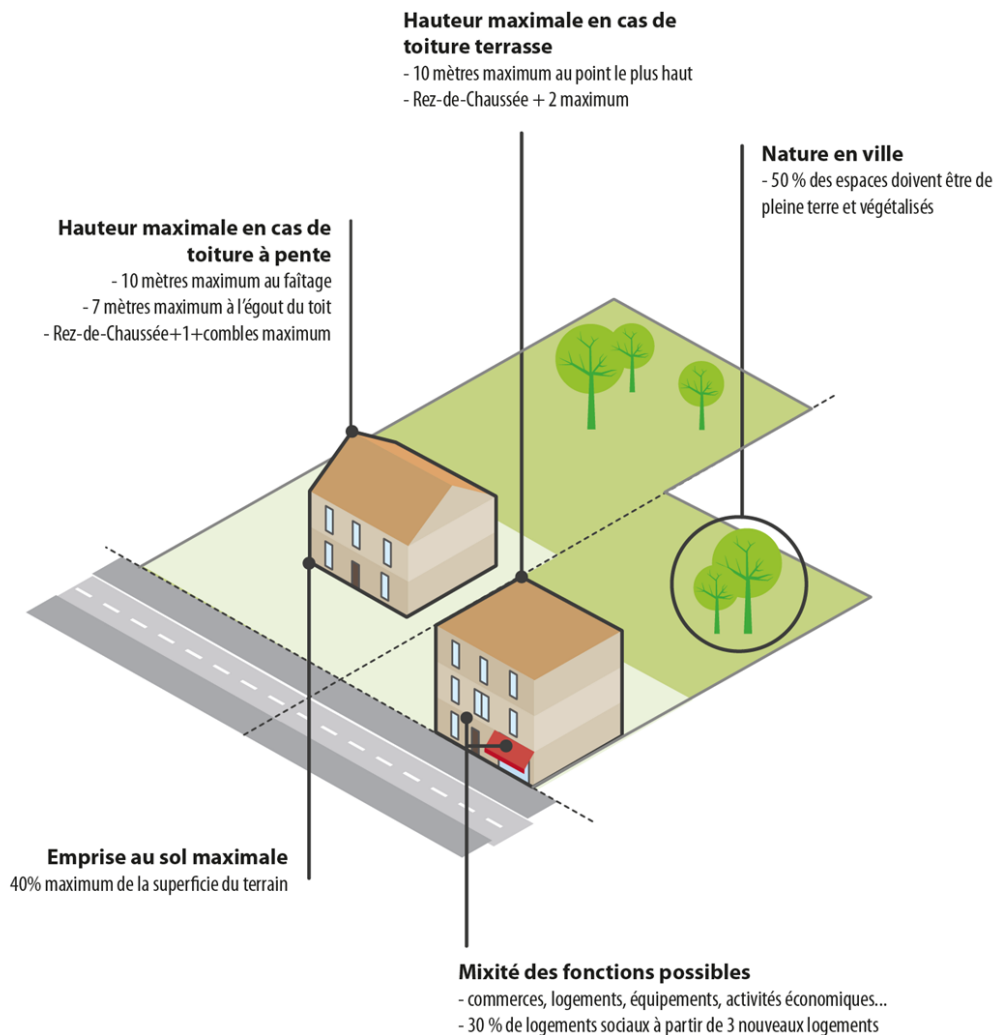 Hauteur maximale en cas de
toiture terrasse
- 10 mètres maximum au point le plus haut
- Rez-de-Chaussée + 2 maximum
Nature en ville
- 50 % des espaces doivent être de
pleine terre et végétalisés
Hauteur maximale en cas de
toiture à pente
- 10 mètres maximum au faîtage
- 7 mètres maximum à l'égout du toit
- Rez-de-Chaussée+1+combles maximum
Emprise au sol maximale
40% maximum de la superficie du terrain
Mixité des fonctions possibles
- commerces, logements, équipements, activités économiques...
- 30 % de logements sociaux à partir de 3 nouveaux logements